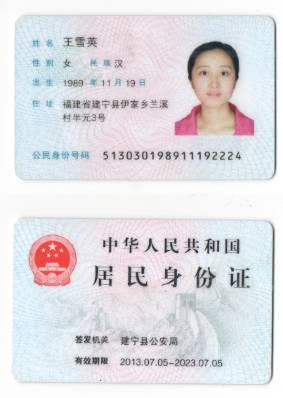 姓名 王雪英
性别 女 民族 汉
出生 1989 年 11 月 19 日
住址 福建省建宁县伊家乡兰溪
村半元3号
公民身份号码 513030198911192224
中华人民共和国
居民身份证
签发机关 建宁县公安局
有效期限 2013.07.05-2023.07.05